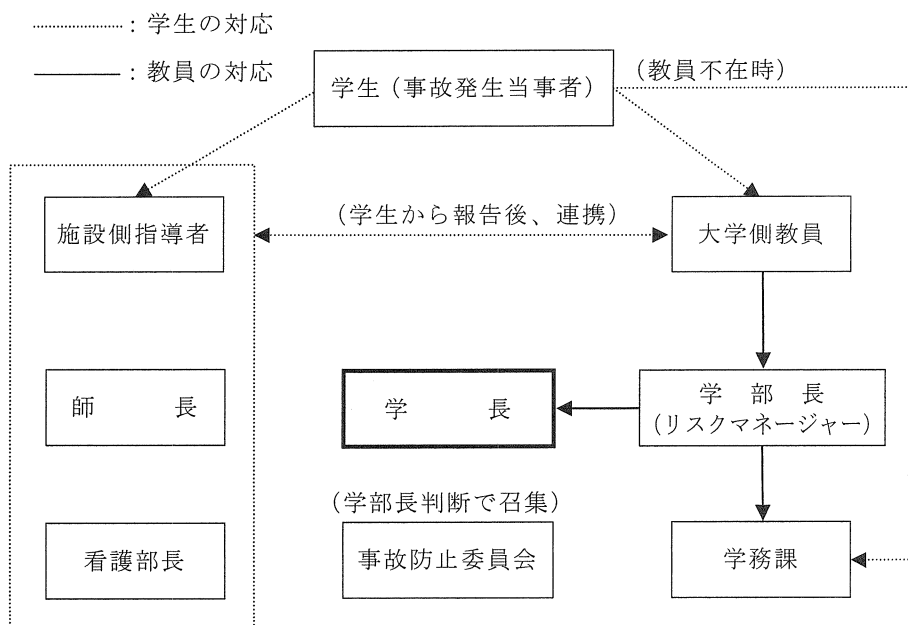 ：学生の対応
：教員の対応
学生（事故発生当事者）
（教員不在時）
施設側指導者
（学生から報告後、連携）
大学側教員
師長
学長
学部長
（リスクマネージャー）
（学部長判断で召集）
看護部長
事故防止委員会
学務課